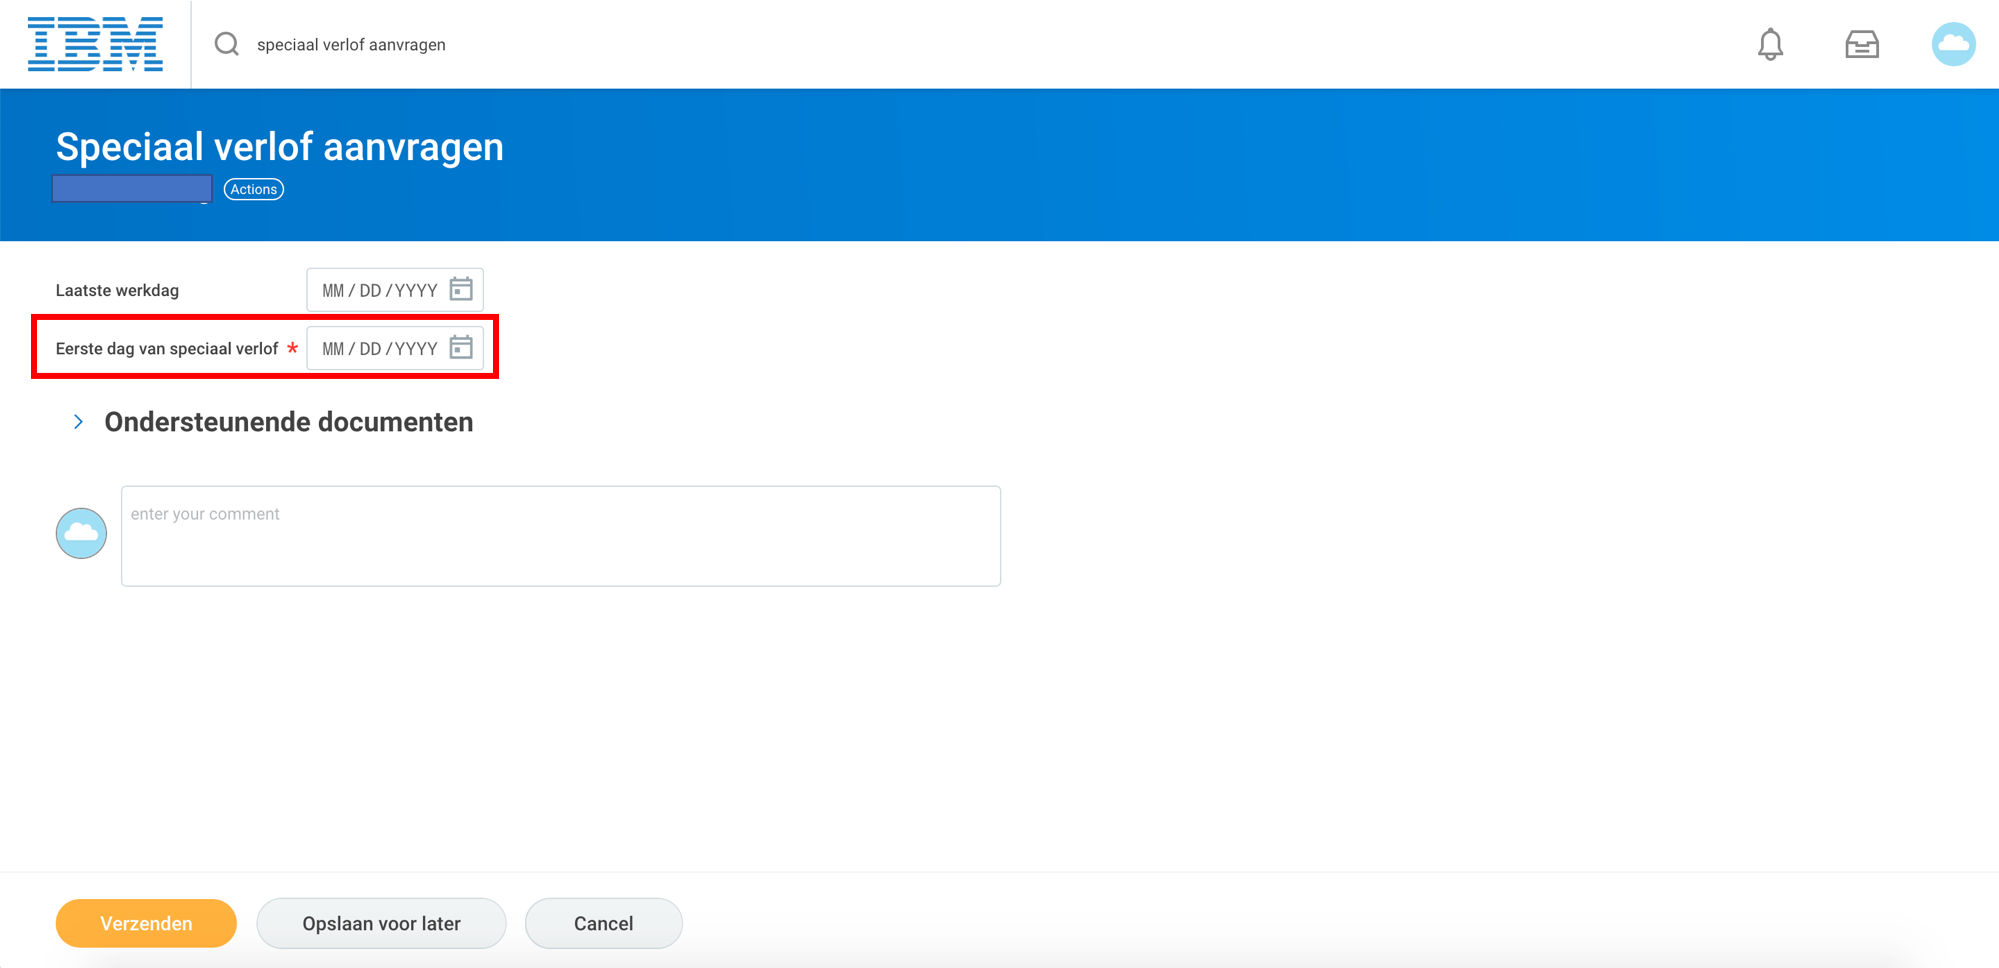 IBM
speciaal verlof aanvragen
Speciaal verlof aanvragen
Actions
Laatste werkdag MM / DD / YYYY
Eerste dag van speciaal verlof * MM / DD / YYYY
Ondersteunende documenten
enter your comment
Verzenden Opslaan voor later Cancel